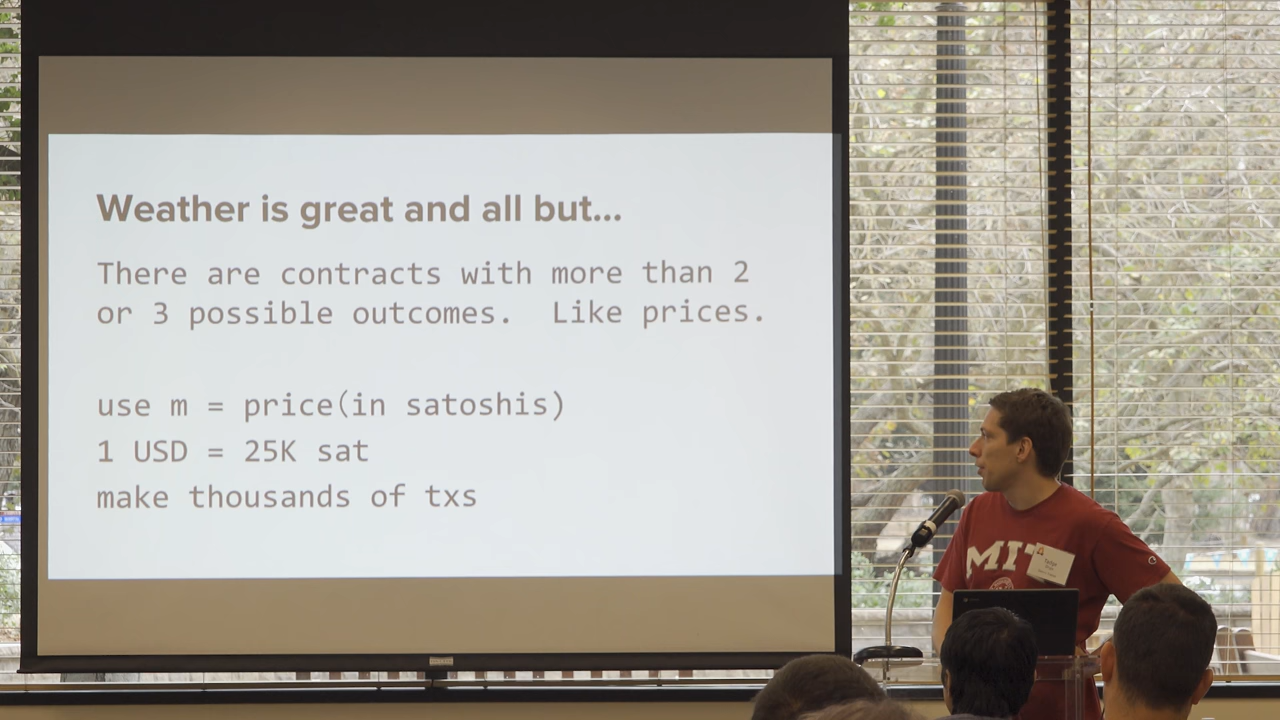 Weather is great and all but...
There are contracts with more than 2
or 3 possible outcomes.  Like prices.
use m = price(in satoshis)
1 USD = 25K sat
make thousands of txs
MIT